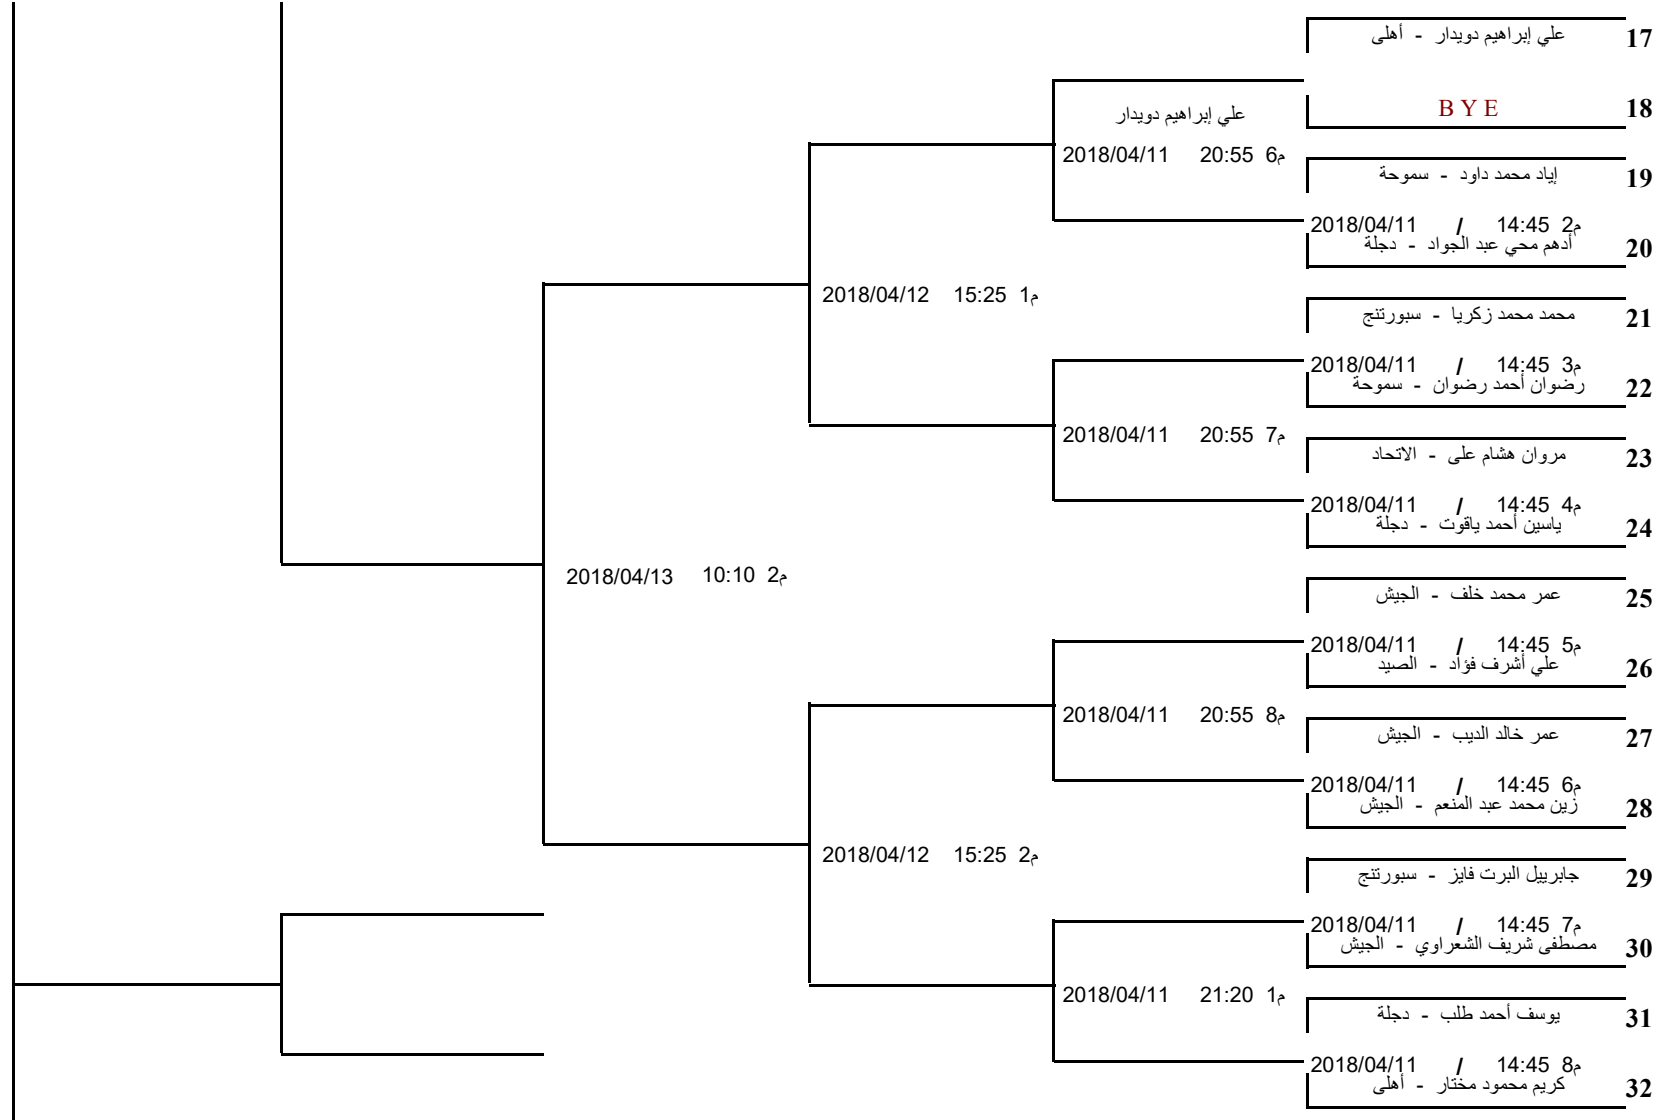 17 علي إبراهيم دويدار - أهلى
18 B Y E
علي إبراهيم دويدار
م6 20:55 2018/04/11
19 إياد محمد داود - سموحة
م2 14:45 / 2018/04/11
20 أدهم محي عبد الجواد - دجلة
م1 15:25 2018/04/12
21 محمد محمد زكريا - سبورتنج
م3 14:45 / 2018/04/11
22 رضوان أحمد رضوان - سموحة
م7 20:55 2018/04/11
23 مروان هشام على - الاتحاد
م4 14:45 / 2018/04/11
24 ياسين أحمد ياقوت - دجلة
م2 10:10 2018/04/13
25 عمر محمد خلف - الجيش
م5 14:45 / 2018/04/11
26 علي أشرف فؤاد - الصيد
م8 20:55 2018/04/11
27 عمر خالد الديب - الجيش
م6 14:45 / 2018/04/11
28 زين محمد عبد المنعم - الجيش
م2 15:25 2018/04/12
29 جابرييل البرت فايز - سبورتنج
م7 14:45 / 2018/04/11
30 مصطفى شريف الشعراوي - الجيش
م1 21:20 2018/04/11
31 يوسف أحمد طلب - دجلة
م8 14:45 / 2018/04/11
32 كريم محمود مختار - أهلى